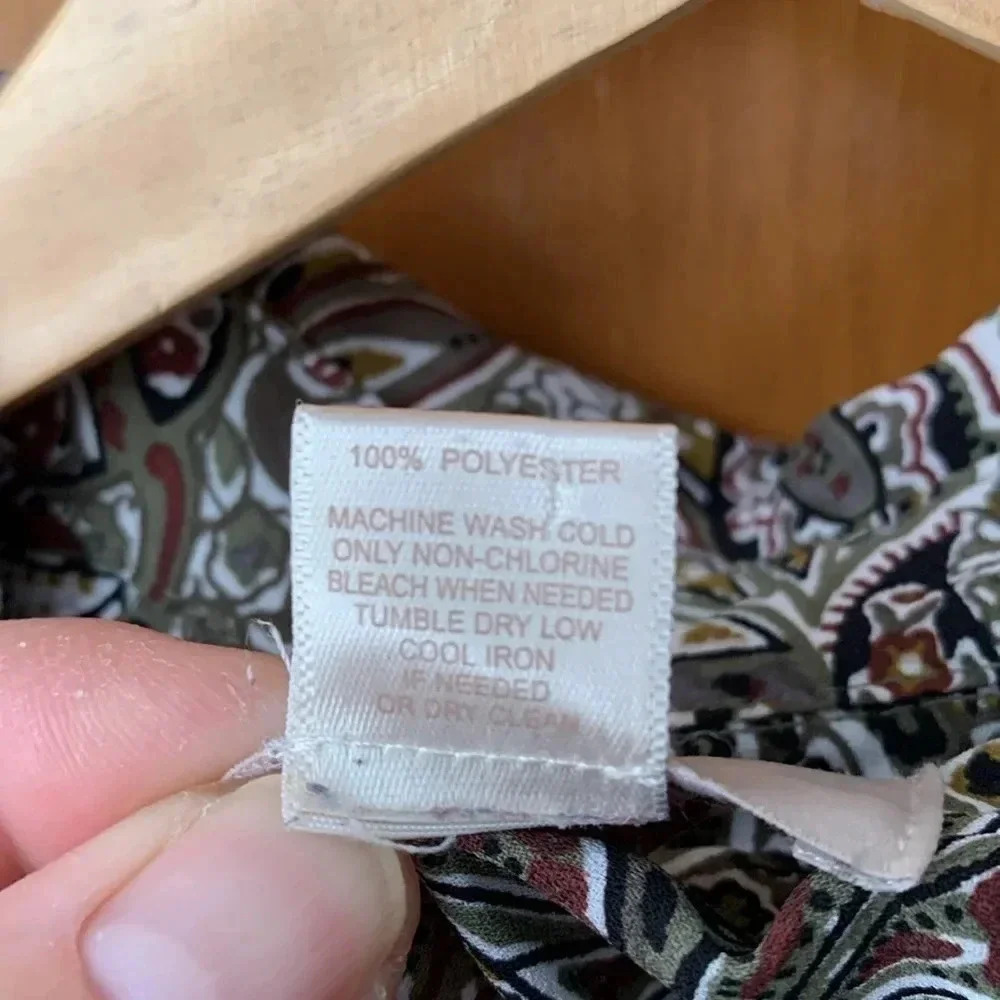 100% POLYESTER
MACHINE WASH COLD
ONLY NON-CHLORINE
BLEACH WHEN NEEDED
TUMBLE DRY LOW
COOL IRON
IF NEEDED
OR DRY CLEAN